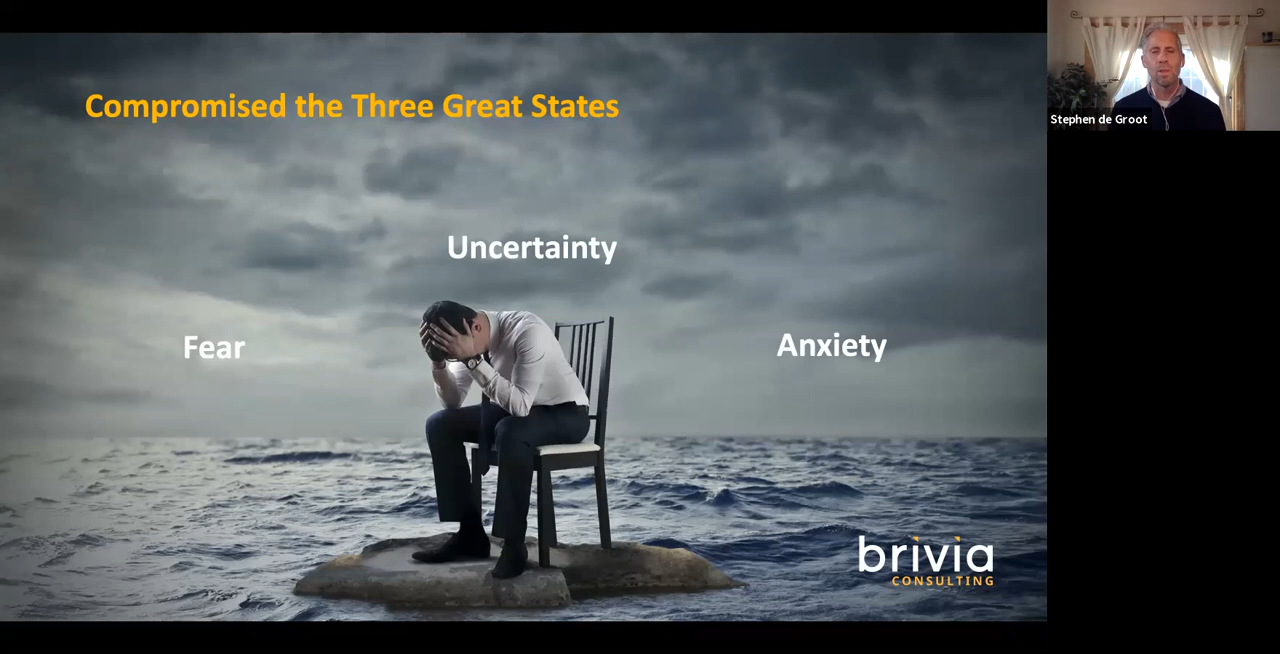 Compromised the Three Great States
Uncertainty
Fear
Anxiety
brivia
CONSULTING
Stephen de Groot